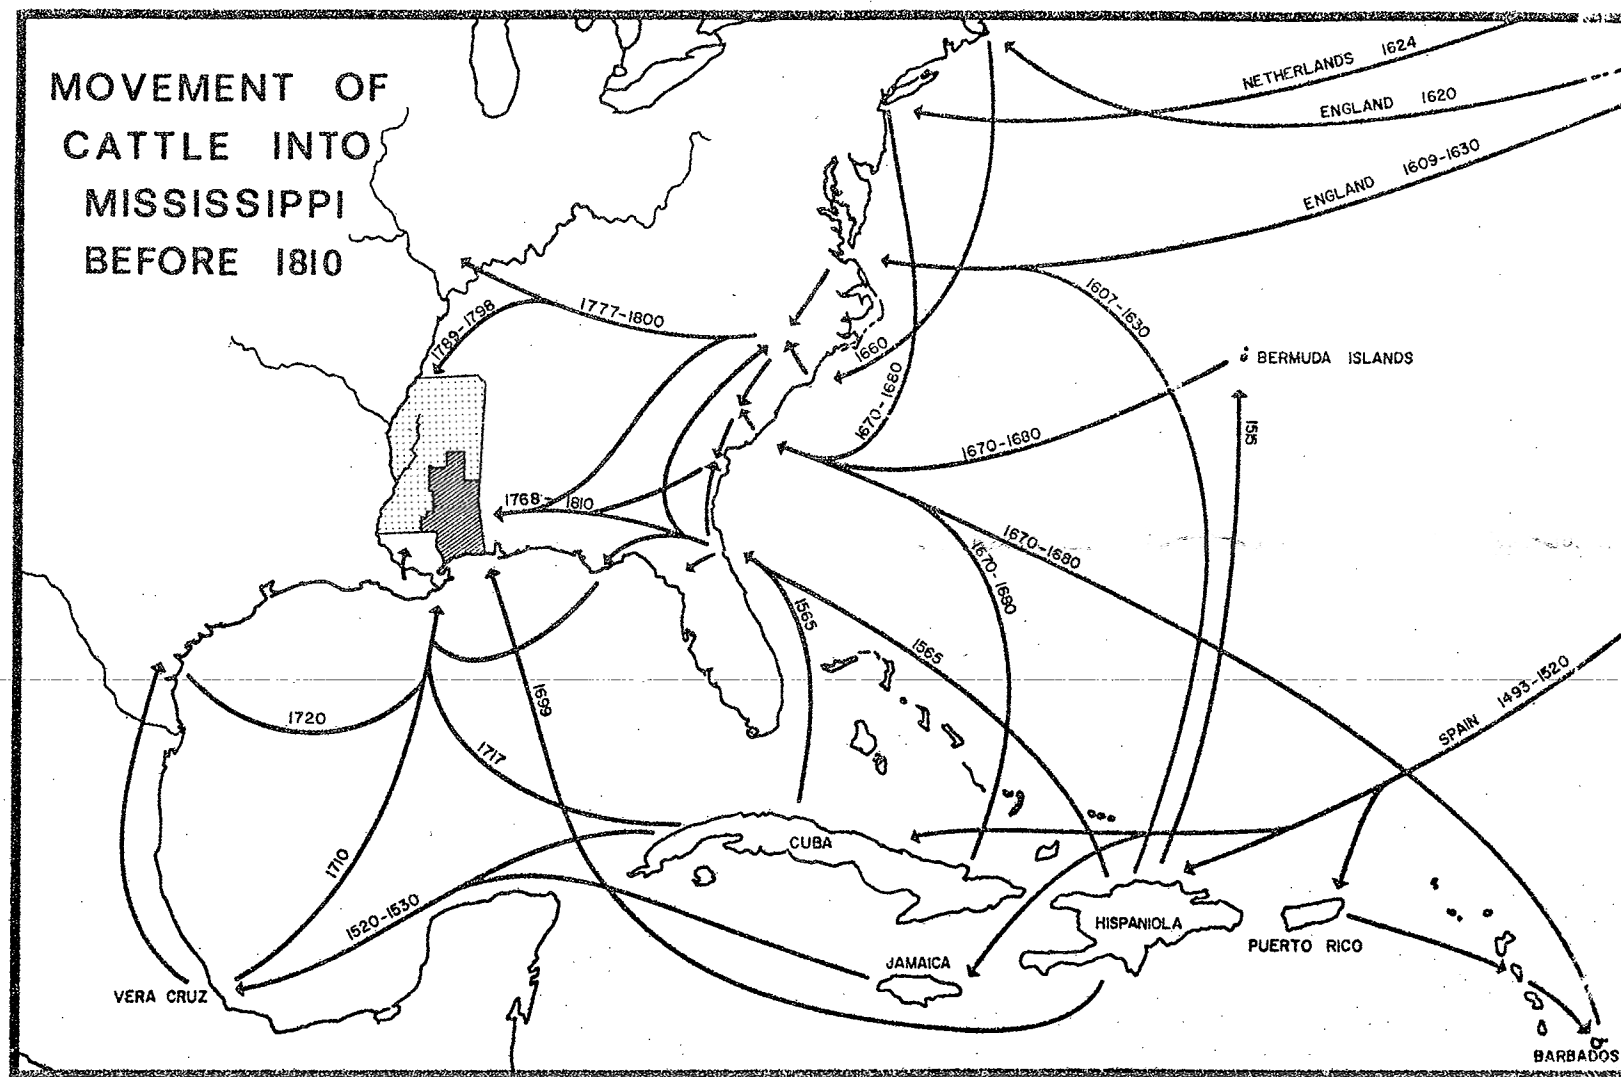 MOVEMENT OF
CATTLE INTO
MISSISSIPPI
BEFORE 1810
NETHERLANDS 1624
ENGLAND 1620
ENGLAND 1609-1630
1607-1630
1777-1800
1789-1798
1660
1670-1680
BERMUDA ISLANDS
1670-1680
1515
1768-1810
1670-1680
1670-1680
1565
1565
1493-1520
SPAIN
1699
1720
1717
1710
CUBA
1520-1530
HISPANIOLA
PUERTO RICO
JAMAICA
VERA CRUZ
BARBADOS